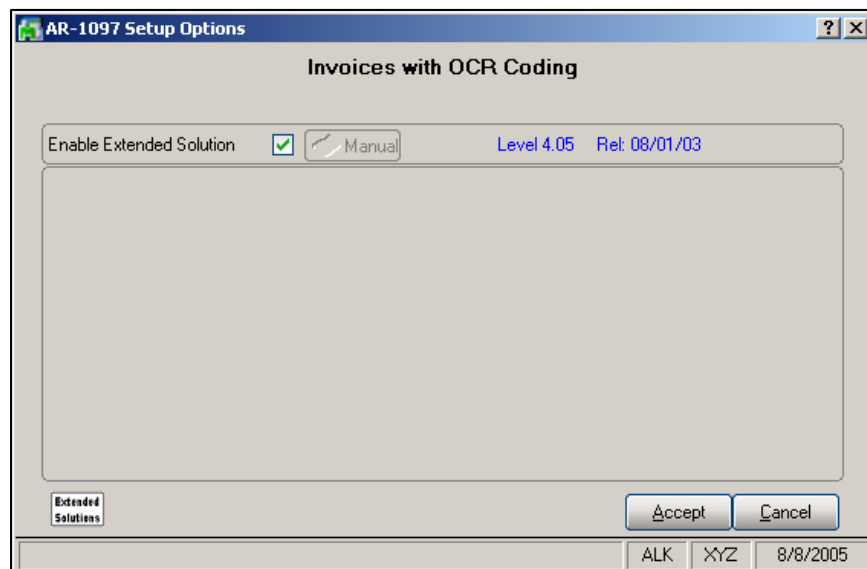 AR-1097 Setup Options
Invoices with OCR Coding
Enable Extended Solution Manual Level 4.05 Rel: 08/01/03
Extended
Solutions
Accept Cancel
ALK XYZ 8/8/2005